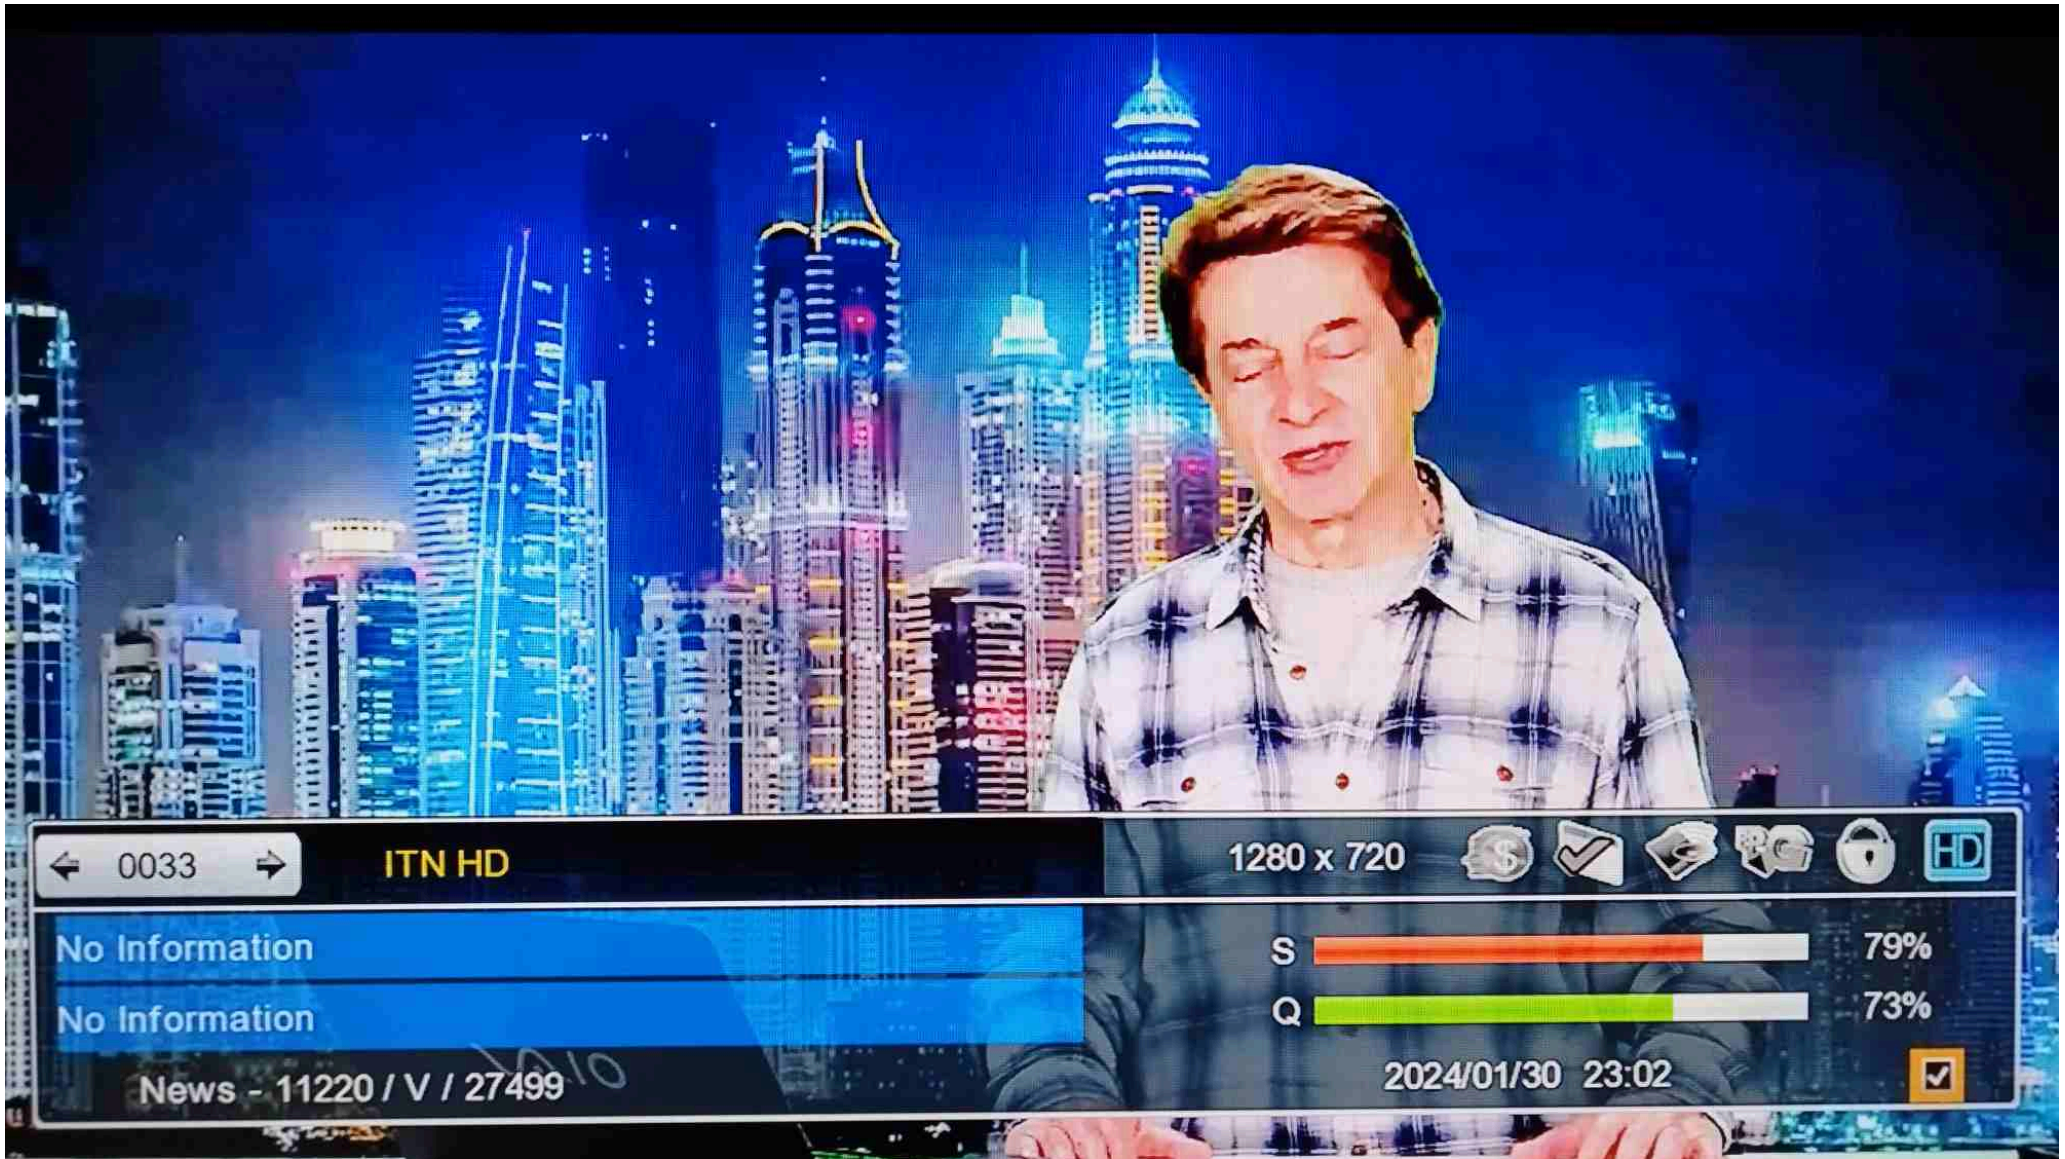 0033
ITN HD
1280 x 720
$
HD
No Information
S
79%
No Information
Q
73%
News - 11220 / V / 27499
2024/01/30 23:02